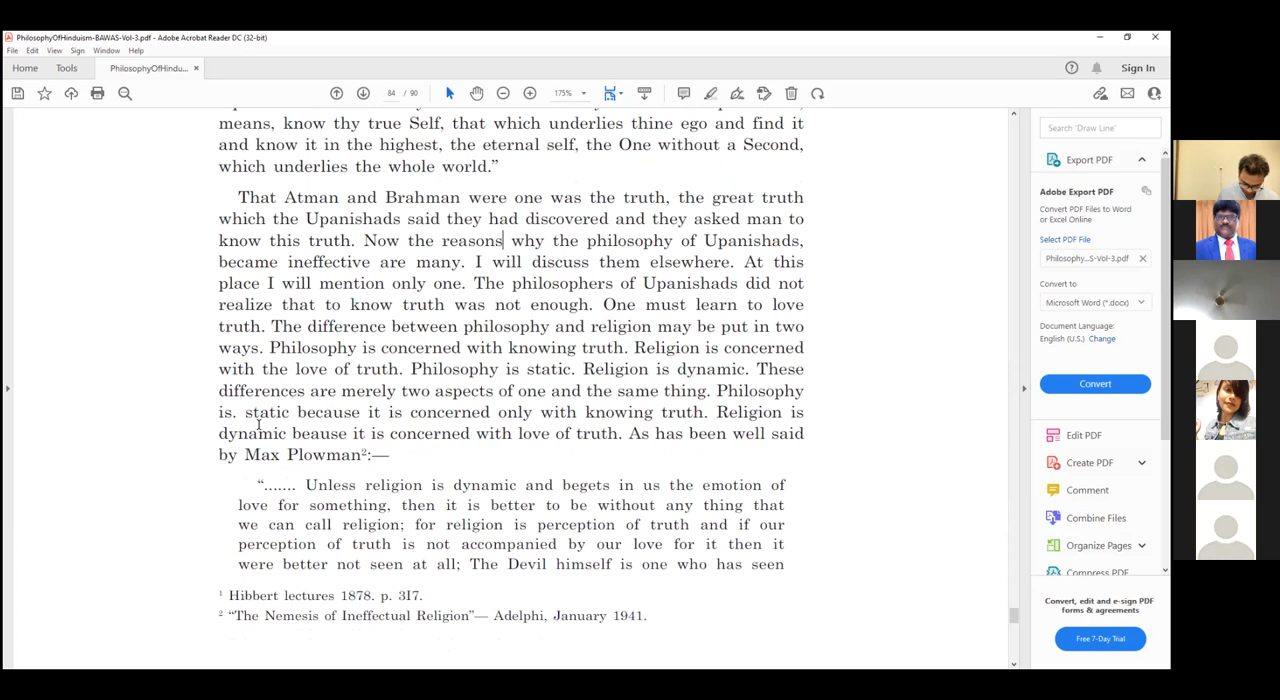 PhilosophyOfHinduism-BAWAS-Vol-3.pdf - Adobe Acrobat Reader DC (32-bit)
File Edit View Sign Window Help
Home Tools PhilosophyOfHindu... ×
Sign In
84 / 90 175%
means, know thy true Self, that which underlies thine ego and find it
and know it in the highest, the eternal self, the One without a Second,
which underlies the whole world.”
That Atman and Brahman were one was the truth, the great truth
which the Upanishads said they had discovered and they asked man to
know this truth. Now the reasons why the philosophy of Upanishads,
became ineffective are many. I will discuss them elsewhere. At this
place I will mention only one. The philosophers of Upanishads did not
realize that to know truth was not enough. One must learn to love
truth. The difference between philosophy and religion may be put in two
ways. Philosophy is concerned with knowing truth. Religion is concerned
with the love of truth. Philosophy is static. Religion is dynamic. These
differences are merely two aspects of one and the same thing. Philosophy
is. static because it is concerned only with knowing truth. Religion is
dynamic beause it is concerned with love of truth. As has been well said
by Max Plowman²:—
“....... Unless religion is dynamic and begets in us the emotion of
love for something, then it is better to be without any thing that
we can call religion; for religion is perception of truth and if our
perception of truth is not accompanied by our love for it then it
were better not seen at all; The Devil himself is one who has seen
¹ Hibbert lectures 1878. p. 3I7.
² “The Nemesis of Ineffectual Religion”— Adelphi, January 1941.
Search 'Draw Line'
Export PDF
Adobe Export PDF
Convert PDF Files to Word
or Excel Online
Select PDF File
Philosophy...S-Vol-3.pdf
Convert to
Microsoft Word (*.docx)
Document Language:
English (U.S.) Change
Convert
Edit PDF
Create PDF
Comment
Combine Files
Organize Pages
Compress PDF
Convert, edit and e-sign PDF
forms & agreements
Free 7-Day Trial